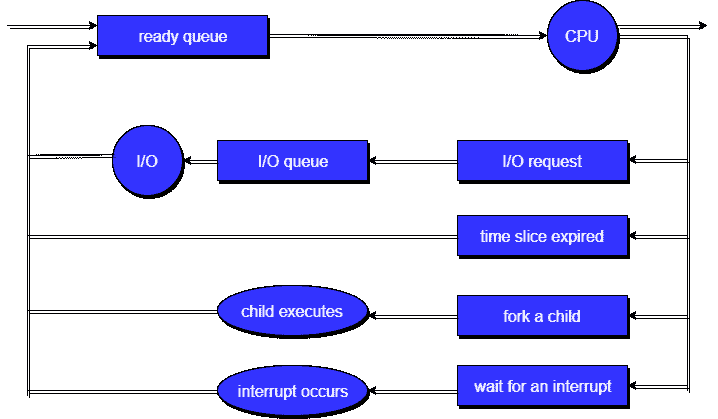 ready queue
CPU
I/O
I/O queue
I/O request
time slice expired
child executes
fork a child
interrupt occurs
wait for an interrupt